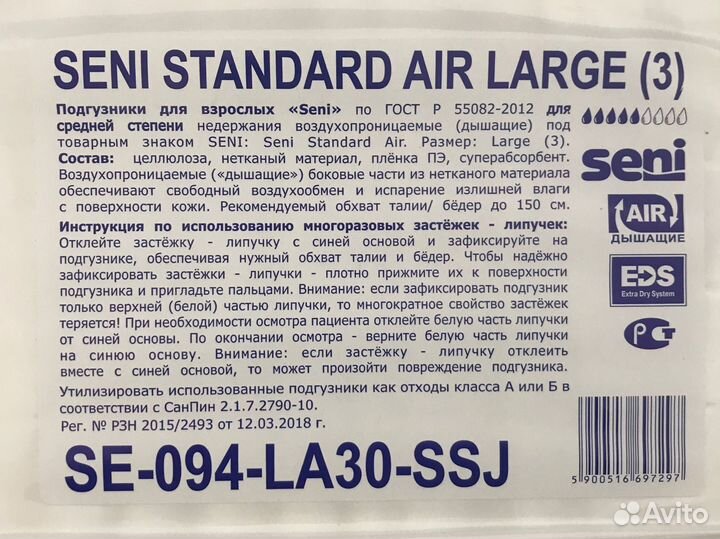 SENI STANDARD AIR LARGE (3)
Подгузники для взрослых «Seni» по ГОСТ Р 55082-2012 для
средней степени недержания воздухопроницаемые (дышащие) под
товарным знаком SENI: Seni Standard Air. Размер: Large (3).
Состав: целлюлоза, нетканый материал, плёнка ПЭ, суперабсорбент.
Воздухопроницаемые («дышащие») боковые части из нетканого материала
обеспечивают свободный воздухообмен и испарение излишней влаги
с поверхности кожи. Рекомендуемый обхват талии/ бёдер до 150 см.
seni
AIR
ДЫШАЩИЕ
EDS
Extra Dry System
РСТ
Инструкция по использованию многоразовых застёжек - липучек:
Отклейте застёжку - липучку с синей основой и зафиксируйте на
подгузнике, обеспечивая нужный обхват талии и бёдер. Чтобы надёжно
зафиксировать застёжки - липучки - плотно прижмите их к поверхности
подгузника и пригладьте пальцами. Внимание: если зафиксировать подгузник
только верхней (белой) частью липучки, то многократное свойство застёжек
теряется! При необходимости осмотра пациента отклейте белую часть липучки
от синей основы. По окончании осмотра - верните белую часть липучки
на синюю основу. Внимание: если застёжку - липучку отклеить
вместе с синей основой, то может произойти повреждение подгузника.
Утилизировать использованные подгузники как отходы класса А или Б в
соответствии с СанПин 2.1.7.2790-10.
Рег. № РЗН 2015/2493 от 12.03.2018 г.
SE-094-LA30-SSJ
5 900516 697297
Avito